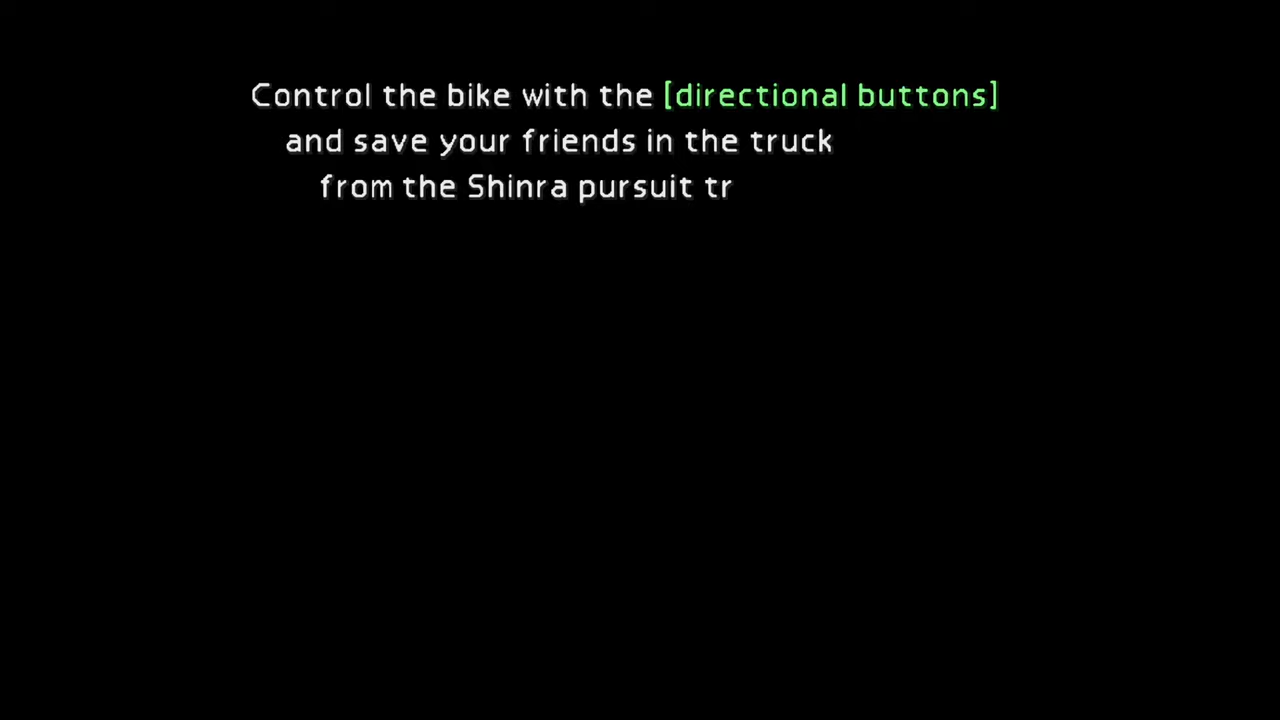 Control the bike with the [directional buttons]
and save your friends in the truck
from the Shinra pursuit tr